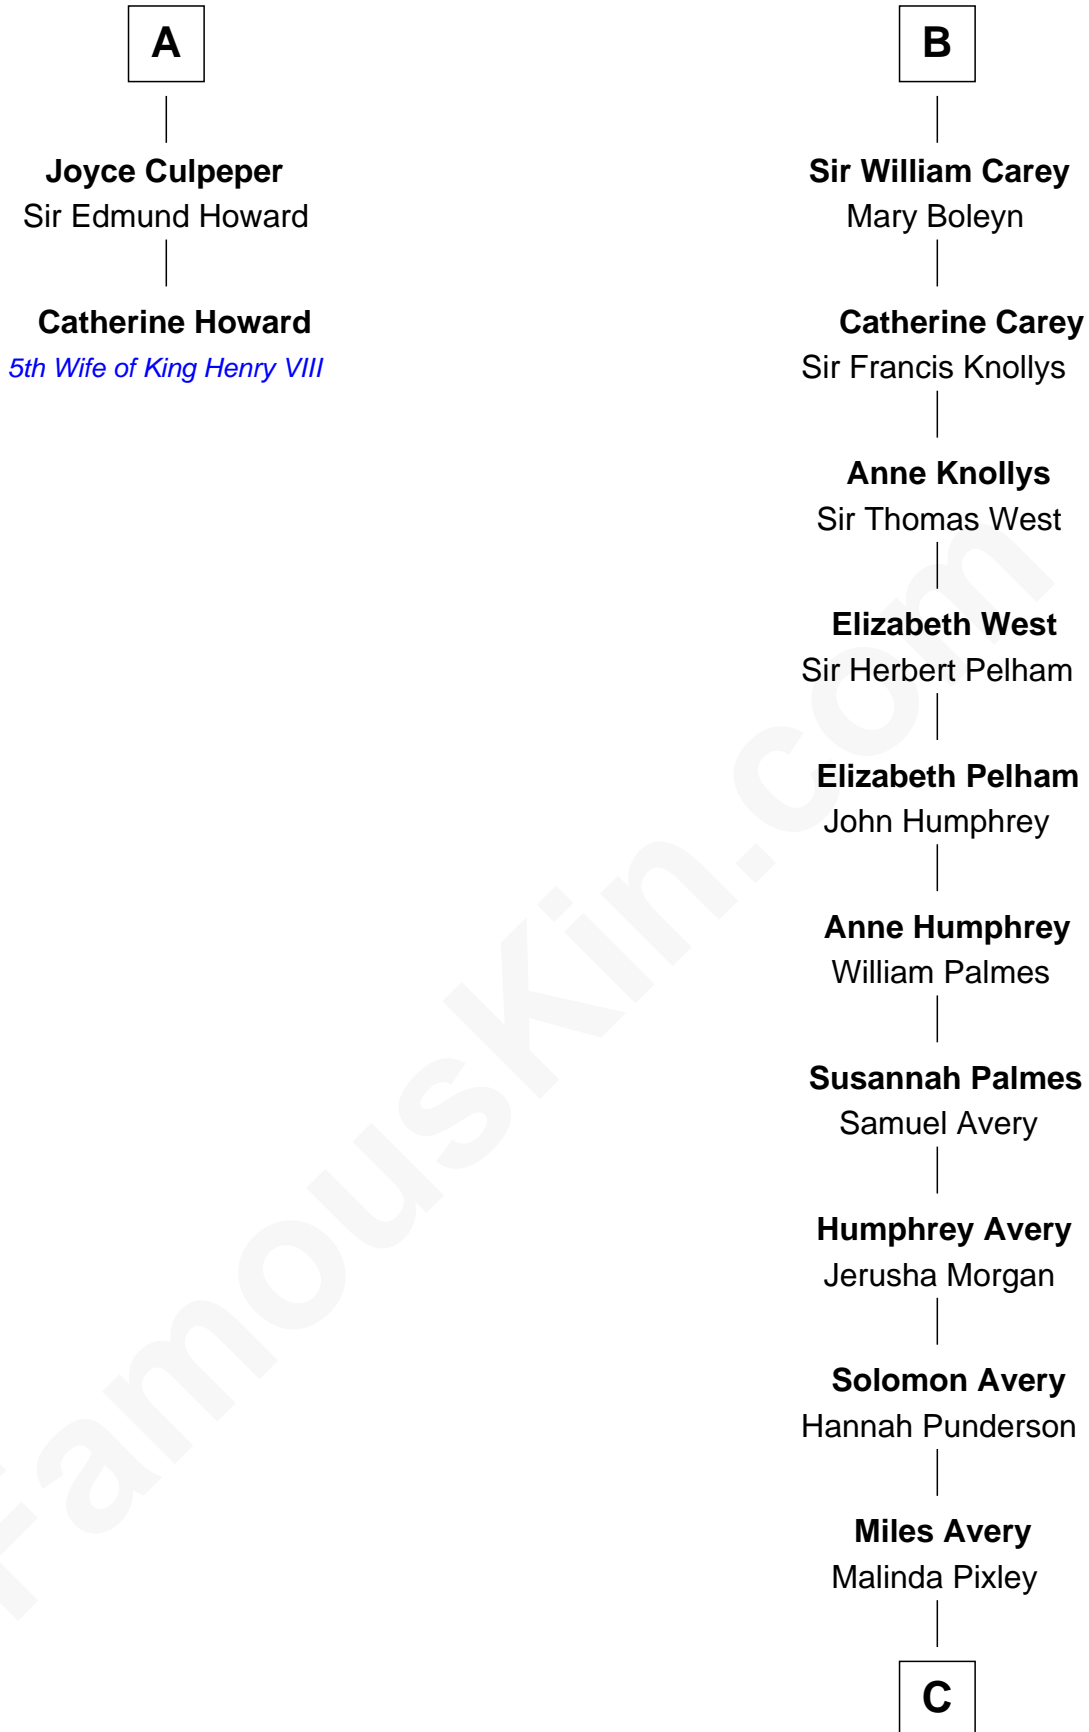 A
Joyce Culpeper
Sir Edmund Howard
Catherine Howard
5th Wife of King Henry VIII
B
Sir William Carey
Mary Boleyn
Catherine Carey
Sir Francis Knollys
Anne Knollys
Sir Thomas West
Elizabeth West
Sir Herbert Pelham
Elizabeth Pelham
John Humphrey
Anne Humphrey
William Palmes
Susannah Palmes
Samuel Avery
Humphrey Avery
Jerusha Morgan
Solomon Avery
Hannah Punderson
Miles Avery
Malinda Pixley
C
FamousKin.com